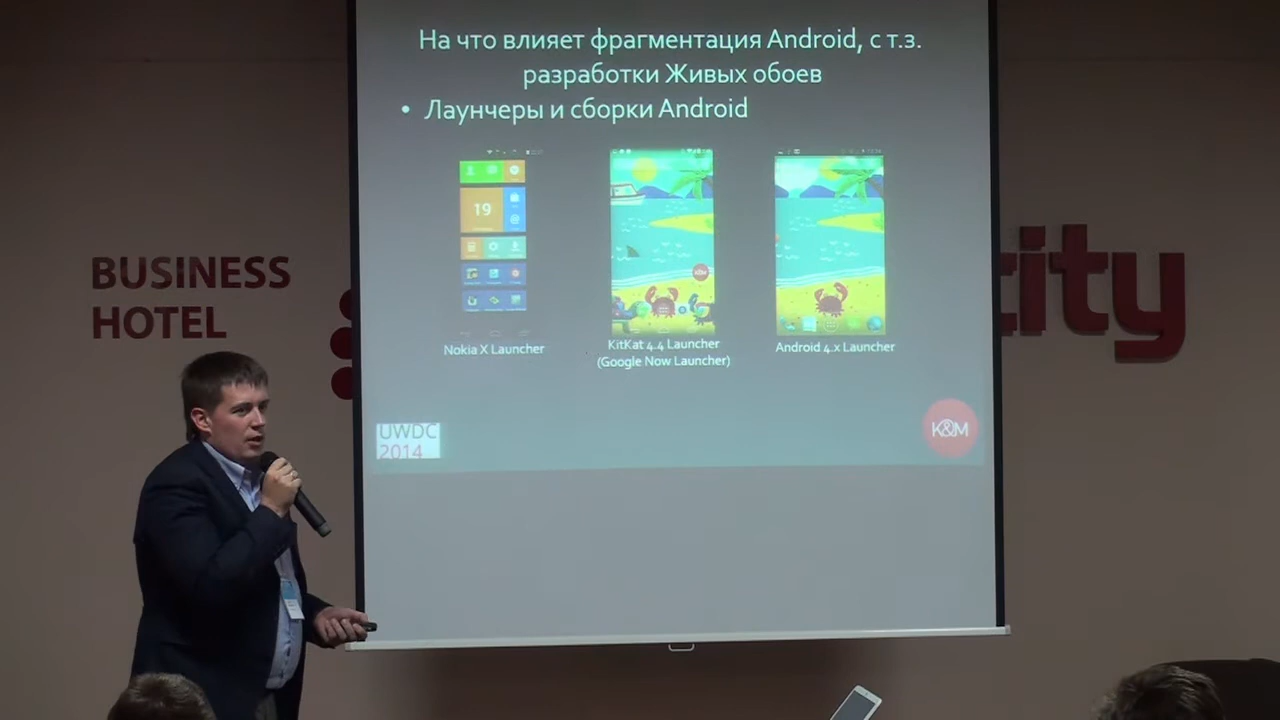 На что влияет фрагментация Android, с т.з.
разработки Живых обоев
• Лаунчеры и сборки Android
19
K&M
Nokia X Launcher
KitKat 4.4 Launcher
(Google Now Launcher)
Android 4.x Launcher
UWDC
2014
K&M
BUSINESS
HOTEL
city